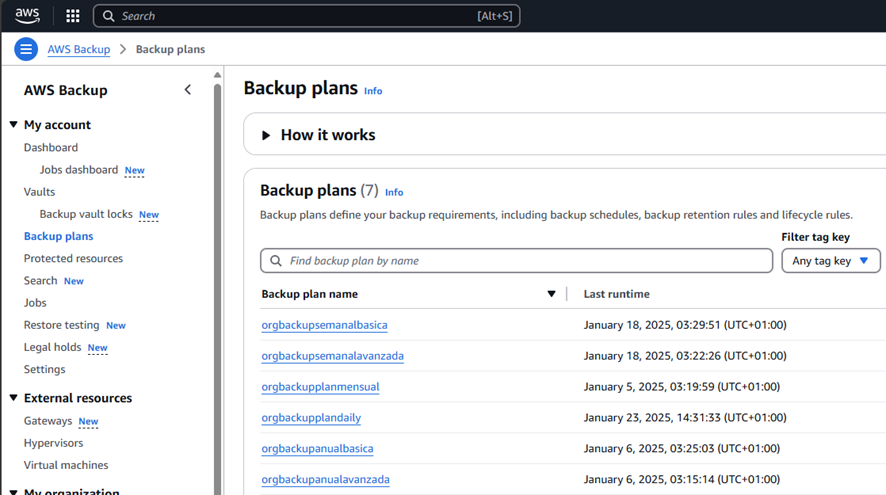 aws
Search [Alt+S]
AWS Backup > Backup plans
AWS Backup
My account
Dashboard
Jobs dashboard New
Vaults
Backup vault locks New
Backup plans
Protected resources
Search New
Jobs
Restore testing New
Legal holds New
Settings
External resources
Gateways New
Hypervisors
Virtual machines
My organization
Backup plans Info
How it works
Backup plans (7) Info
Backup plans define your backup requirements, including backup schedules, backup retention rules and lifecycle rules.
Filter tag key
Find backup plan by name
Any tag key
Backup plan name Last runtime
orgbackupsemanalbasica January 18, 2025, 03:29:51 (UTC+01:00)
orgbackupsemanalavanzada January 18, 2025, 03:22:26 (UTC+01:00)
orgbackupplanmensual January 5, 2025, 03:19:59 (UTC+01:00)
orgbackupplandaily January 23, 2025, 14:31:33 (UTC+01:00)
orgbackupanualbasica January 6, 2025, 03:25:03 (UTC+01:00)
orgbackupanualavanzada January 6, 2025, 03:15:14 (UTC+01:00)